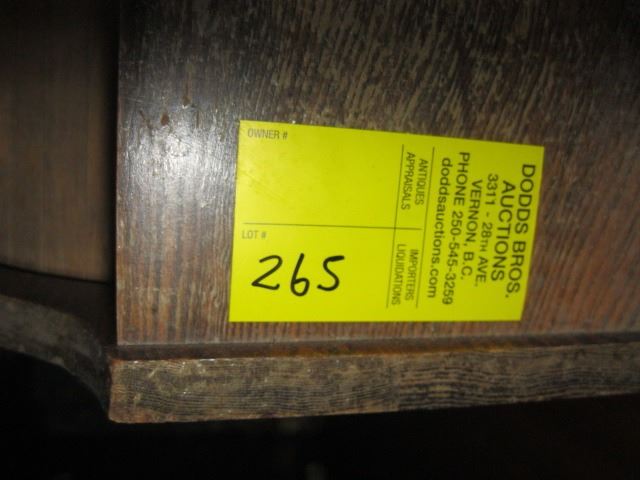 OWNER #
LOT #
265
ANTIQUES
APPRAISALS
IMPORTERS
LIQUIDATIONS
DODDS BROS.
AUCTIONS
3311 - 28TH AVE.
VERNON, B.C.
PHONE 250-545-3259
doddsauctions.com